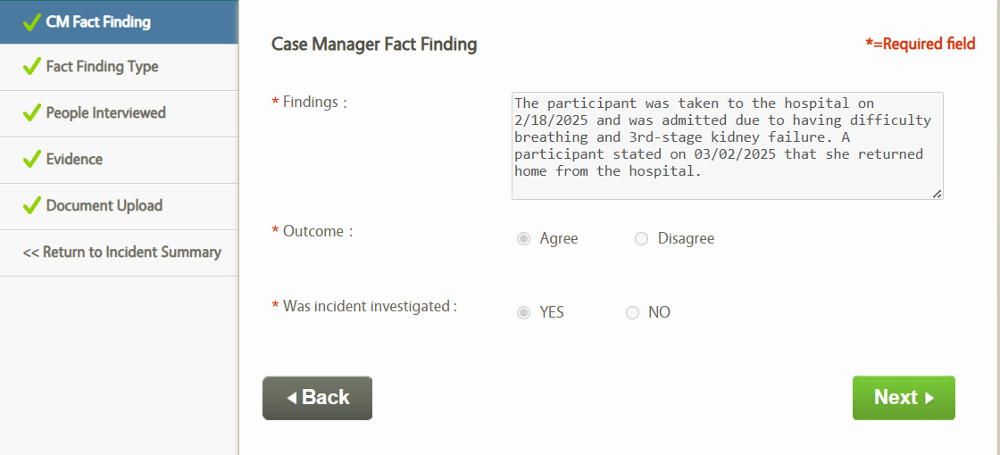 CM Fact Finding
Fact Finding Type
People Interviewed
Evidence
Document Upload
<< Return to Incident Summary
Case Manager Fact Finding
*=Required field
* Findings :
The participant was taken to the hospital on
2/18/2025 and was admitted due to having difficulty
breathing and 3rd-stage kidney failure. A
participant stated on 03/02/2025 that she returned
home from the hospital.
* Outcome :
Agree
Disagree
* Was incident investigated :
YES
NO
Back
Next